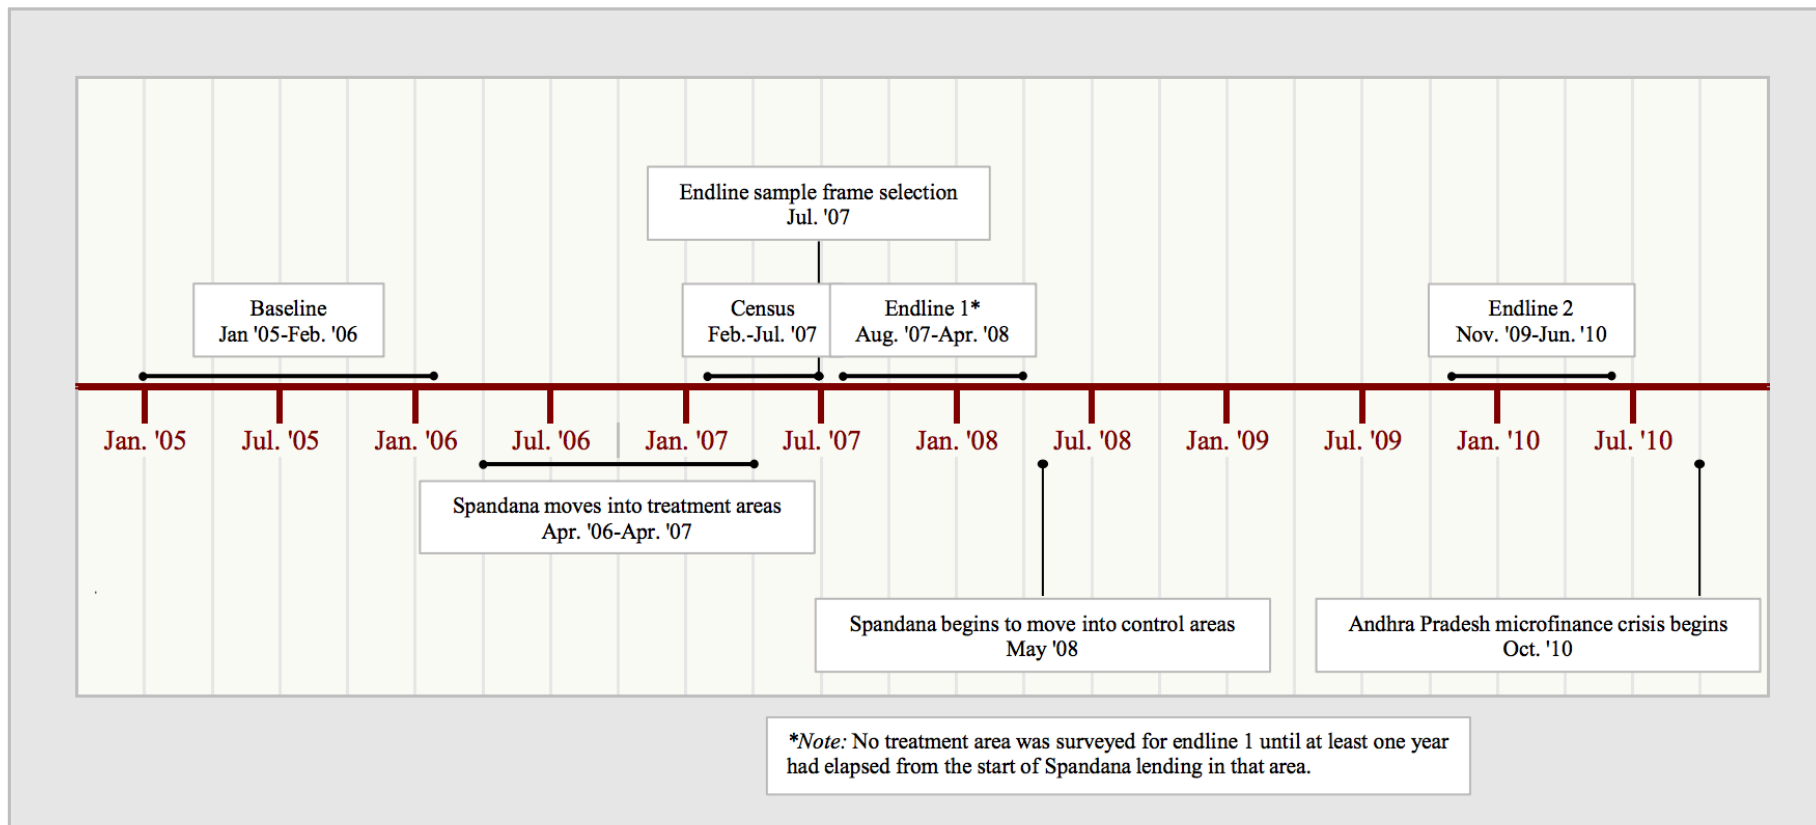 Endline sample frame selection
Jul. '07
Baseline
Jan '05-Feb. '06
Census
Feb.-Jul. '07
Endline 1*
Aug. '07-Apr. '08
Endline 2
Nov. '09-Jun. '10
Jan. '05
Jul. '05
Jan. '06
Jul. '06
Jan. '07
Jul. '07
Jan. '08
Jul. '08
Jan. '09
Jul. '09
Jan. '10
Jul. '10
Spandana moves into treatment areas
Apr. '06-Apr. '07
Spandana begins to move into control areas
May '08
Andhra Pradesh microfinance crisis begins
Oct. '10
*Note: No treatment area was surveyed for endline 1 until at least one year
had elapsed from the start of Spandana lending in that area.